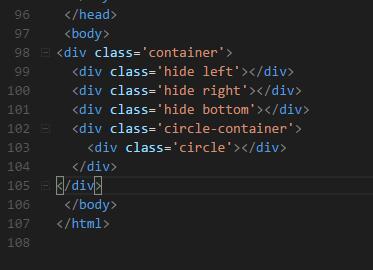 96 </head>
97 <body>
98 <div class='container'>
99 <div class='hide left'></div>
100 <div class='hide right'></div>
101 <div class='hide bottom'></div>
102 <div class='circle-container'>
103 <div class='circle'></div>
104 </div>
105 </div>
106 </body>
107 </html>
108